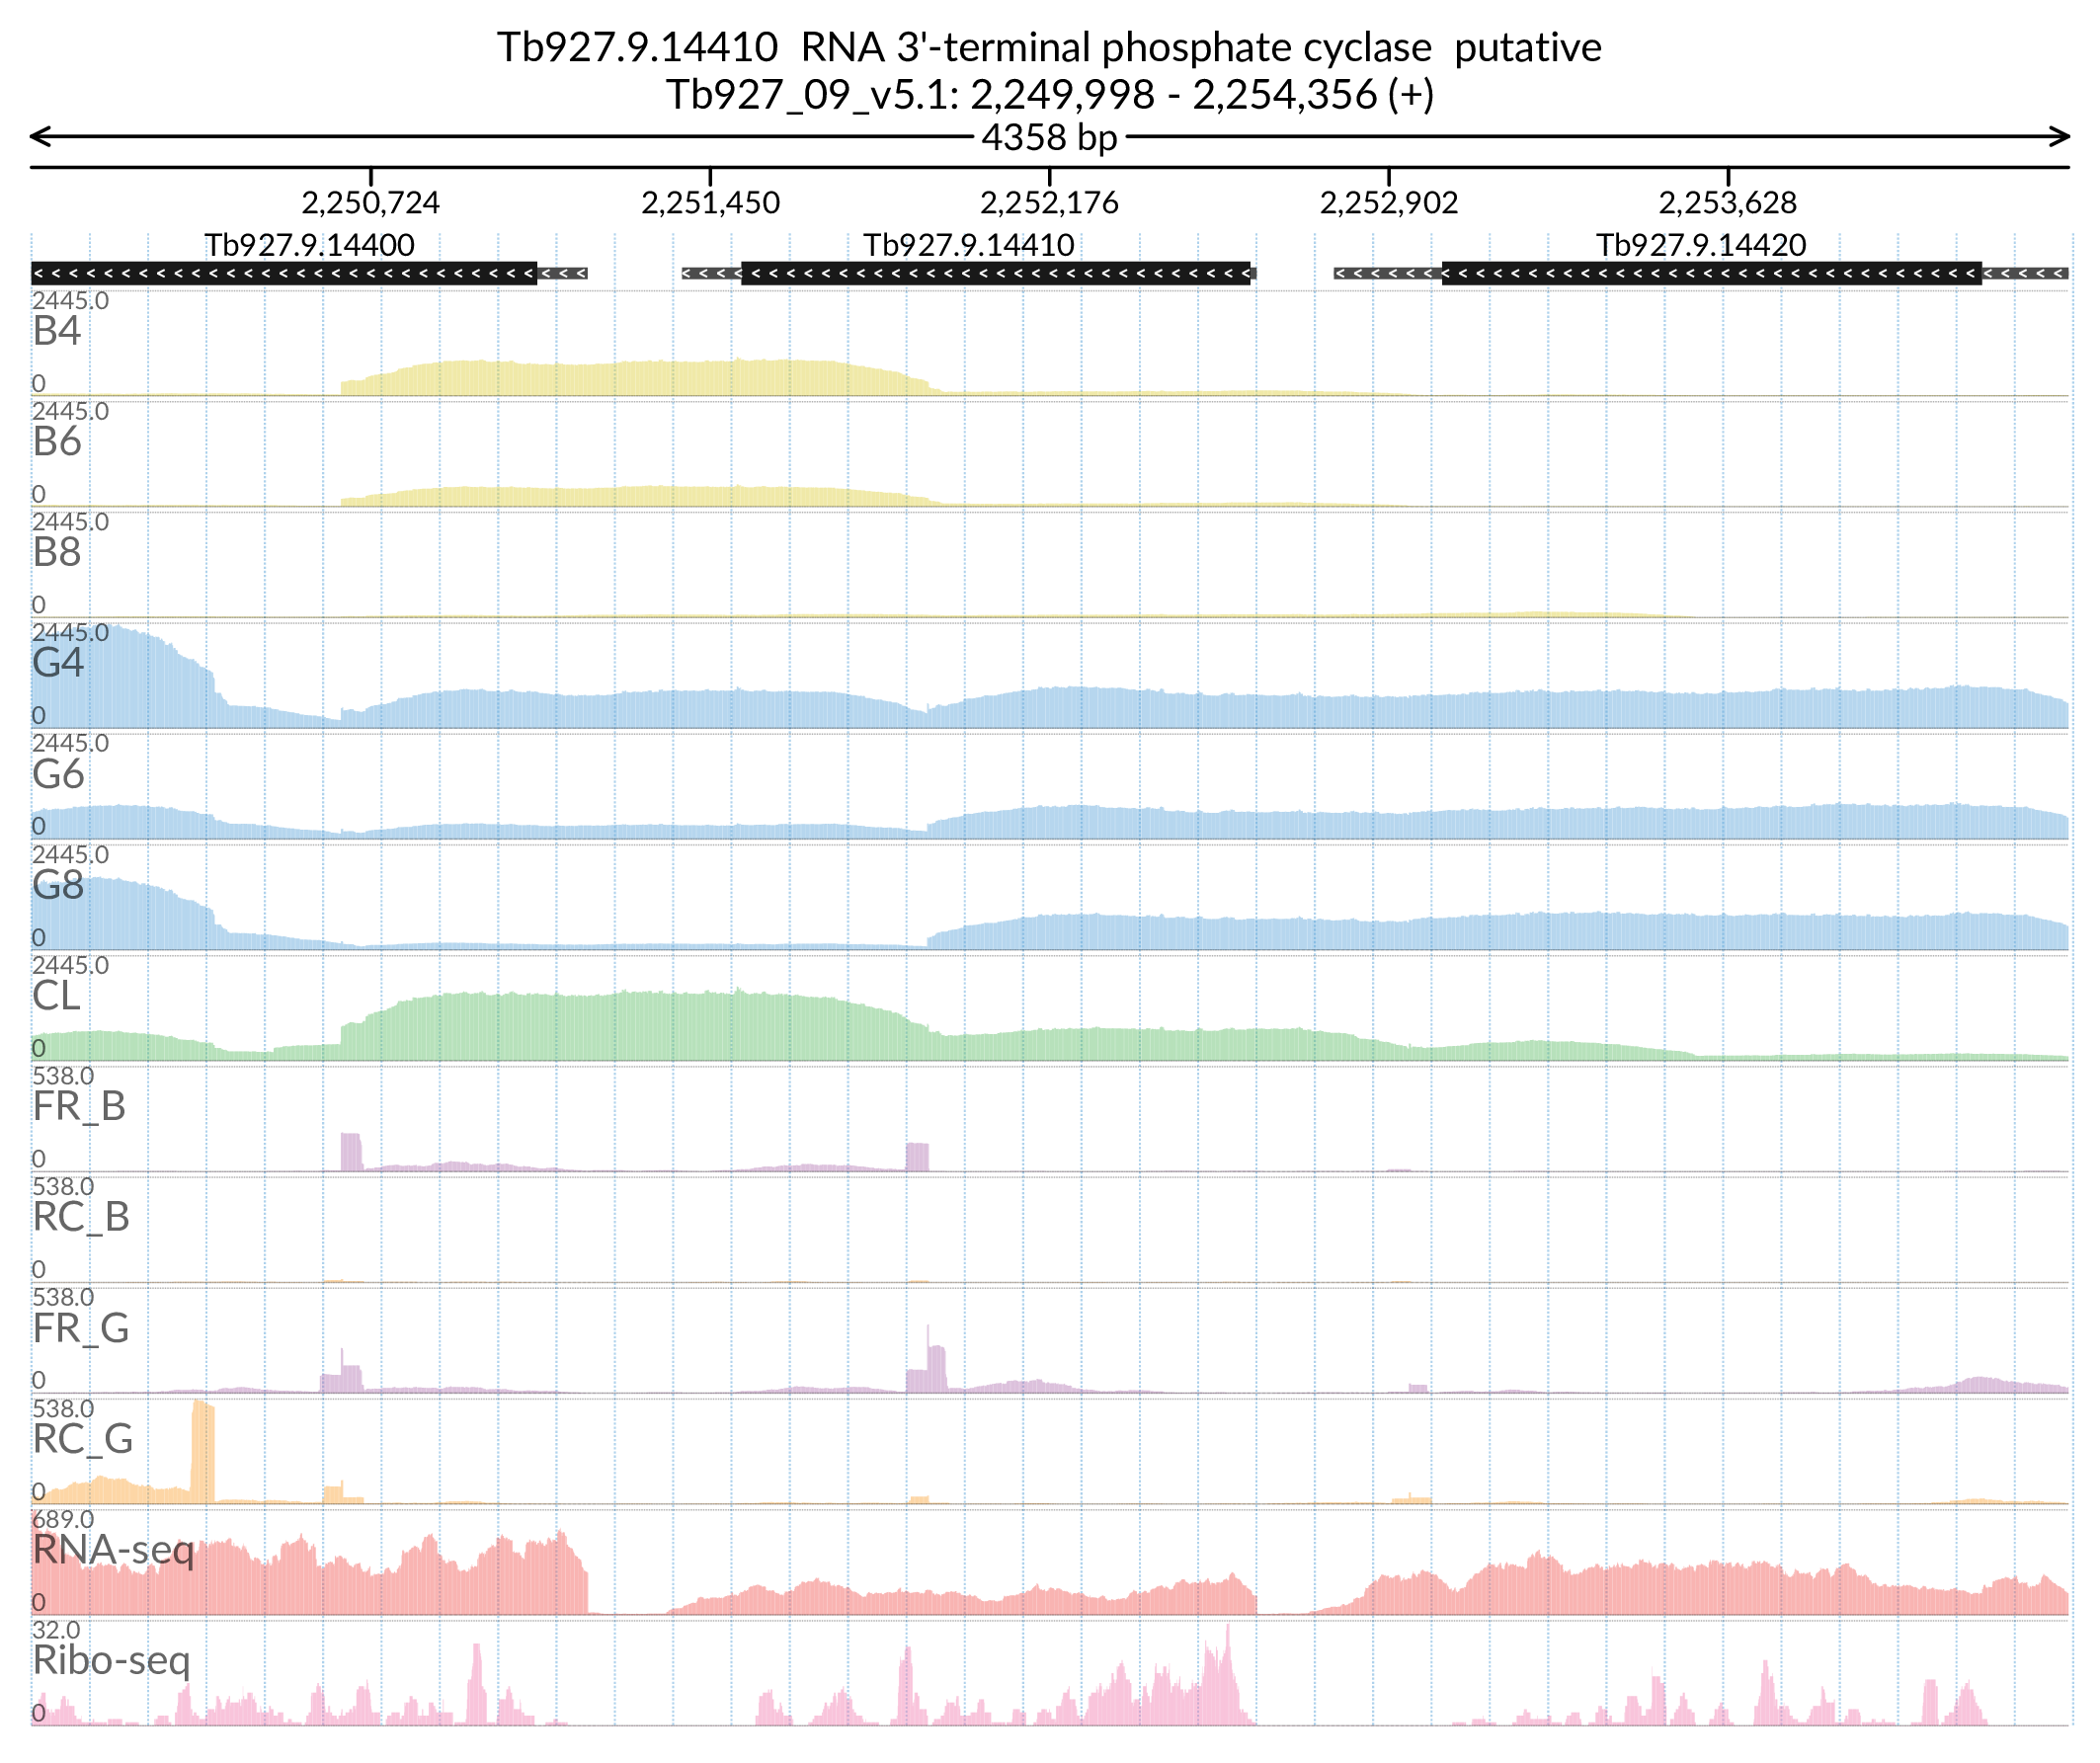 Tb927.9.14410  RNA 3'-terminal phosphate cyclase  putative
Tb927_09_v5.1: 2,249,998 - 2,254,356 (+)
4358 bp
2,250,724 2,251,450 2,252,176 2,252,902 2,253,628
Tb927.9.14400 Tb927.9.14410 Tb927.9.14420
2445.0
B4
0
2445.0
B6
0
2445.0
B8
0
2445.0
G4
0
2445.0
G6
0
2445.0
G8
0
2445.0
CL
0
538.0
FR_B
0
538.0
RC_B
0
538.0
FR_G
0
538.0
RC_G
0
689.0
RNA-seq
0
32.0
Ribo-seq
0